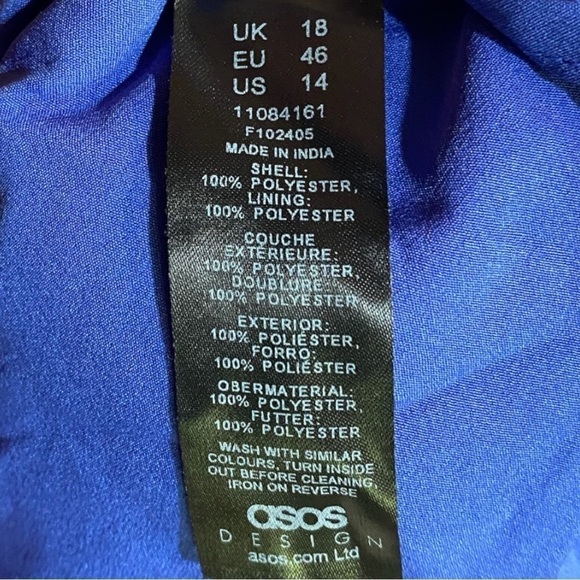 UK 18
EU 46
US 14
11084161
F102405
MADE IN INDIA
SHELL:
100% POLYESTER,
LINING:
100% POLYESTER
COUCHE
EXTÉRIEURE:
100% POLYESTER,
DOUBLURE:
100% POLYESTER
EXTERIOR:
100% POLIÉSTER,
FORRO:
100% POLIÉSTER
OBERMATERIAL:
100% POLYESTER,
FUTTER:
100% POLYESTER
WASH WITH SIMILAR
COLOURS, TURN INSIDE
OUT BEFORE CLEANING,
IRON ON REVERSE
asos
DESIGN
asos.com Ltd